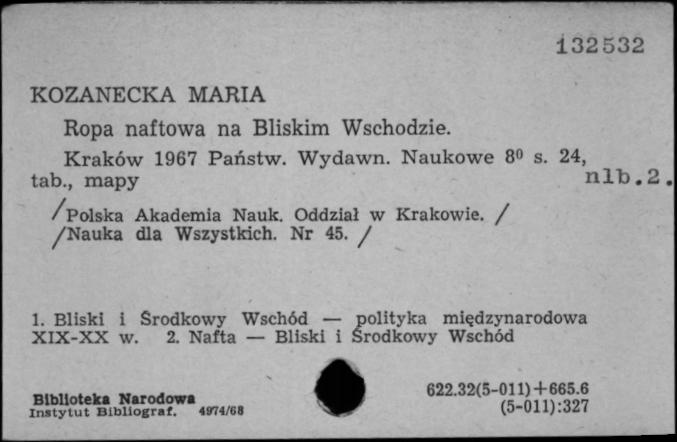 132532
KOZANECKA MARIA
Ropa naftowa na Bliskim Wschodzie.
Kraków 1967 Państw. Wydawn. Naukowe 8º s. 24,
tab., mapy nlb.2.
/Polska Akademia Nauk. Oddział w Krakowie. /
/Nauka dla Wszystkich. Nr 45. /
1. Bliski i Środkowy Wschód — polityka międzynarodowa
XIX-XX w. 2. Nafta — Bliski i Środkowy Wschód
Biblioteka Narodowa
Instytut Bibliograf. 4974/68
622.32(5-011)+665.6
(5-011):327